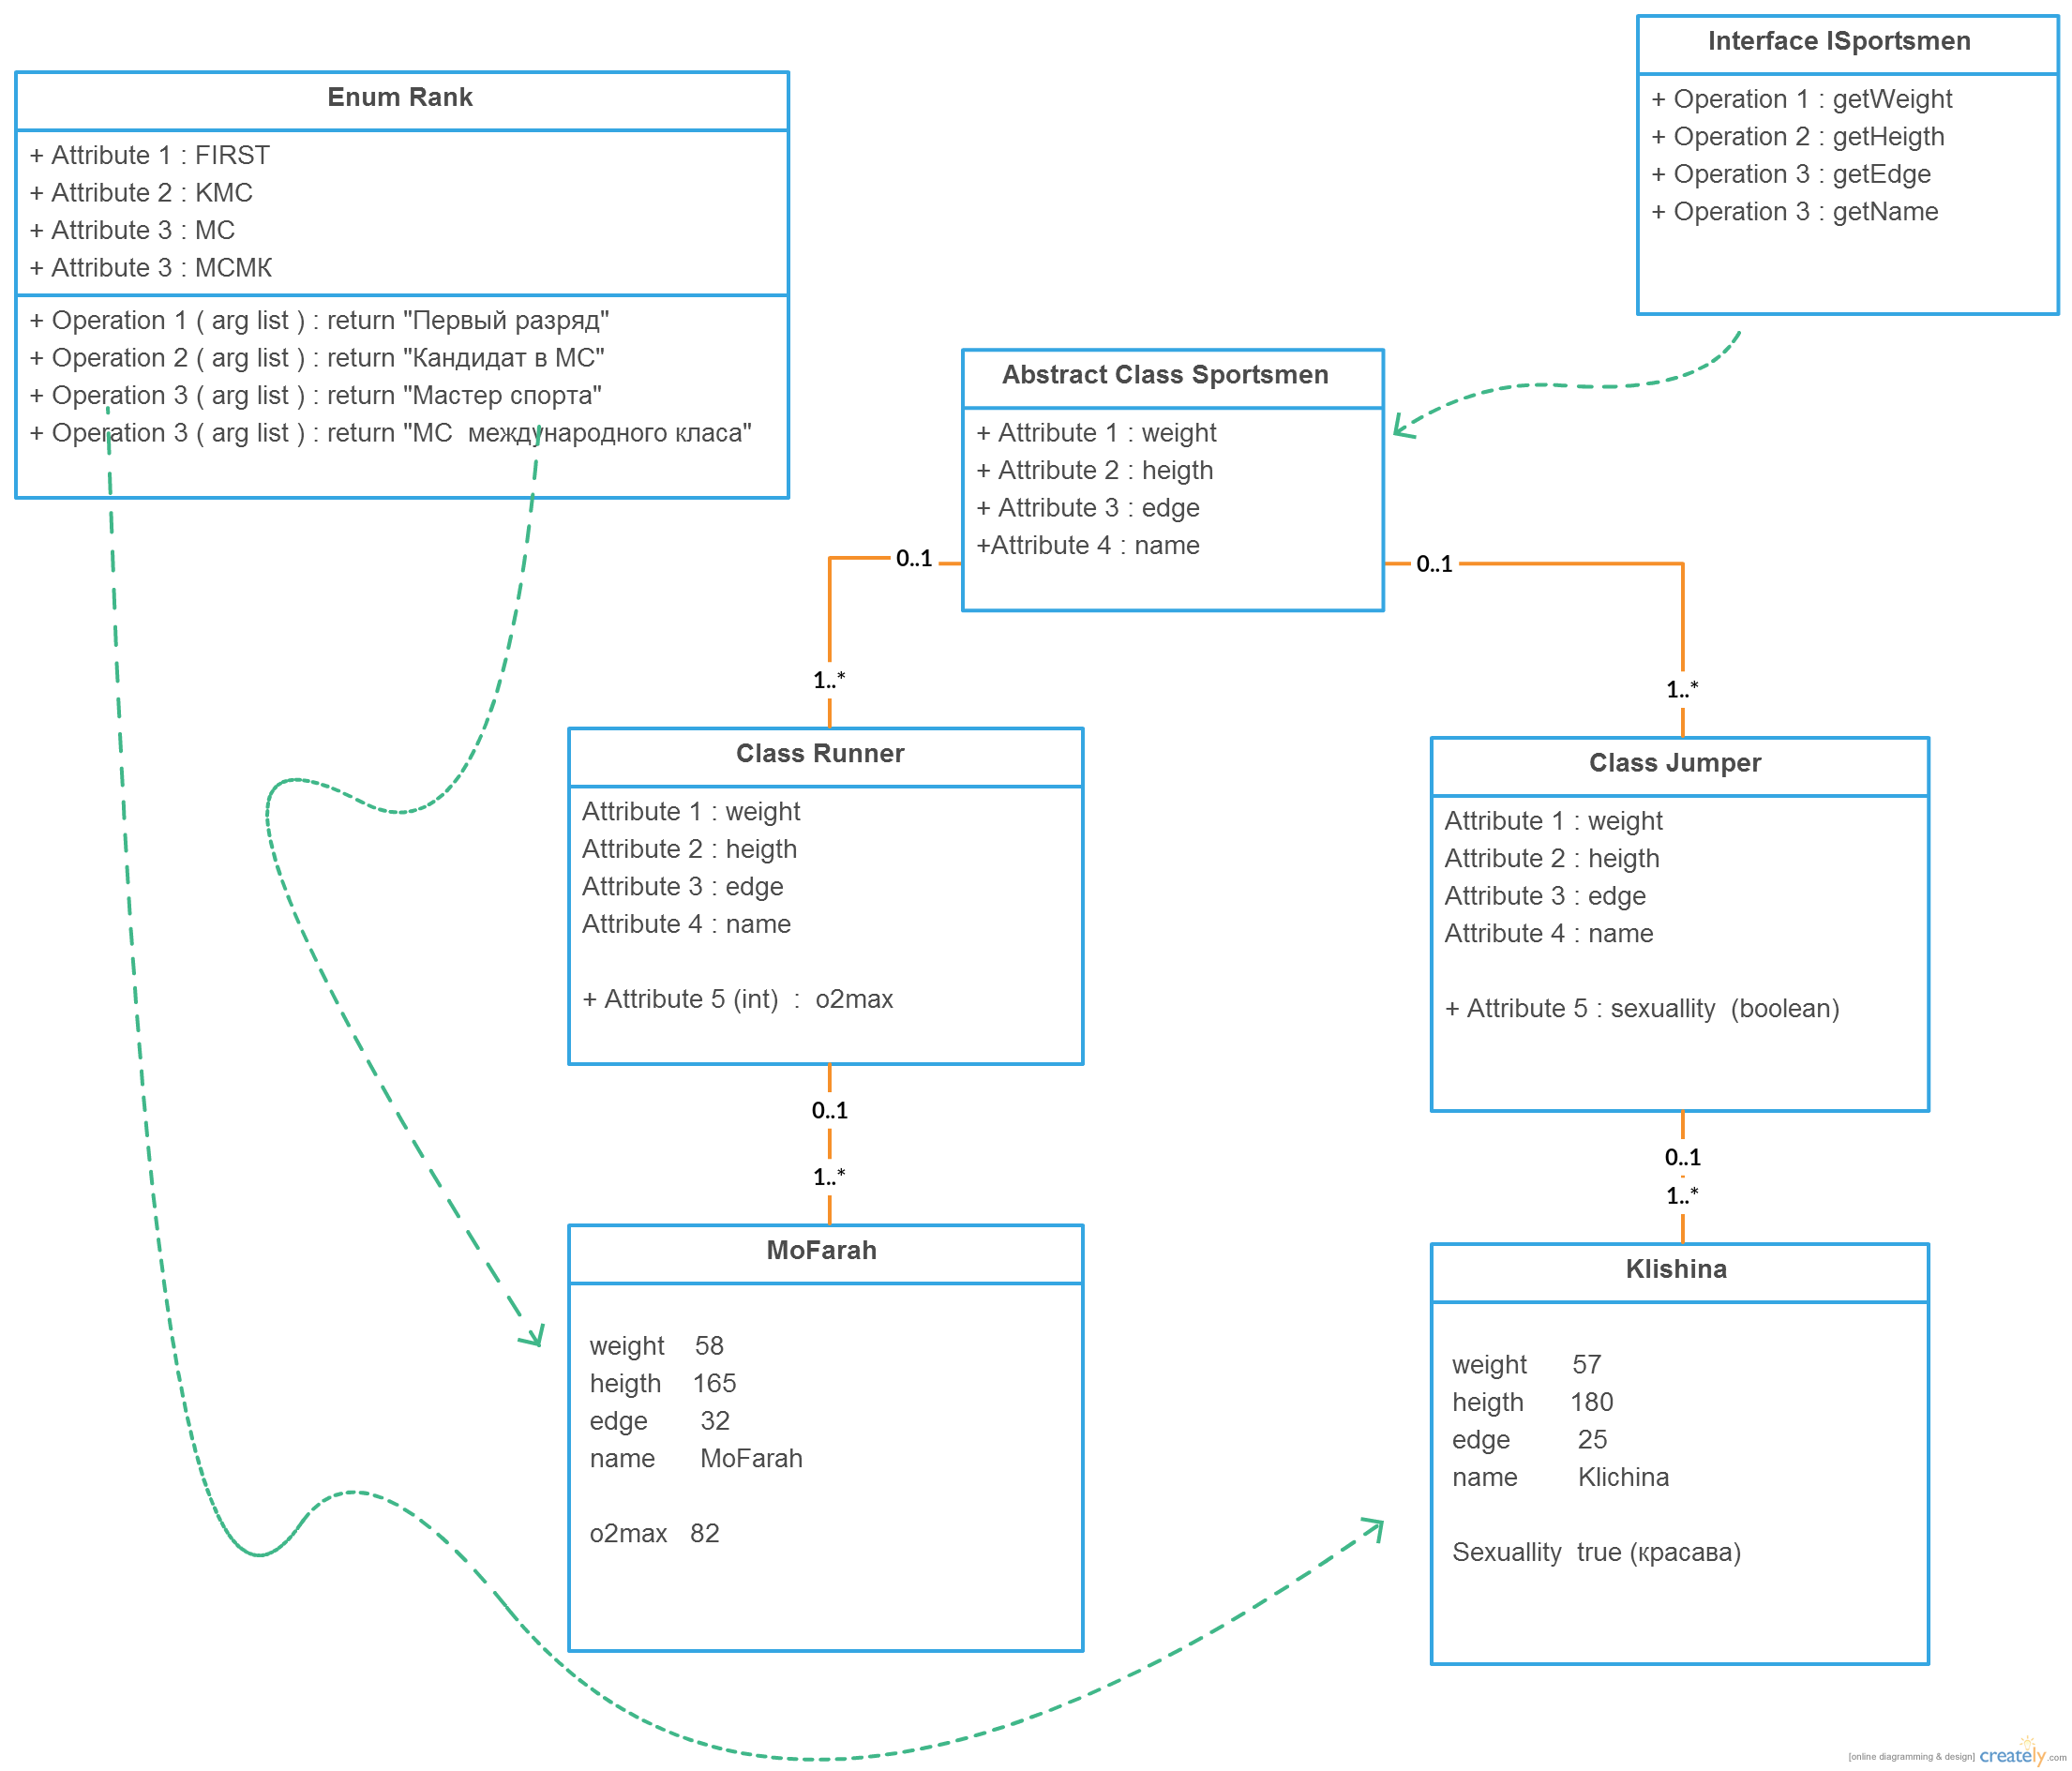 Enum Rank
+ Attribute 1 : FIRST
+ Attribute 2 : KMC
+ Attribute 3 : MC
+ Attribute 3 : МСМК
+ Operation 1 ( arg list ) : return "Первый разряд"
+ Operation 2 ( arg list ) : return "Кандидат в МС"
+ Operation 3 ( arg list ) : return "Мастер спорта"
+ Operation 3 ( arg list ) : return "МС международного класа"
Interface ISportsmen
+ Operation 1 : getWeight
+ Operation 2 : getHeigth
+ Operation 3 : getEdge
+ Operation 3 : getName
Abstract Class Sportsmen
+ Attribute 1 : weight
+ Attribute 2 : heigth
+ Attribute 3 : edge
+Attribute 4 : name
0..1
0..1
1..*
1..*
Class Runner
Attribute 1 : weight
Attribute 2 : heigth
Attribute 3 : edge
Attribute 4 : name
+ Attribute 5 (int) : o2max
Class Jumper
Attribute 1 : weight
Attribute 2 : heigth
Attribute 3 : edge
Attribute 4 : name
+ Attribute 5 : sexuallity (boolean)
0..1
1..*
0..1
1..*
MoFarah
weight 58
heigth 165
edge 32
name MoFarah
o2max 82
Klishina
weight 57
heigth 180
edge 25
name Klichina
Sexuallity true (красава)
[online diagramming & design] creately.com